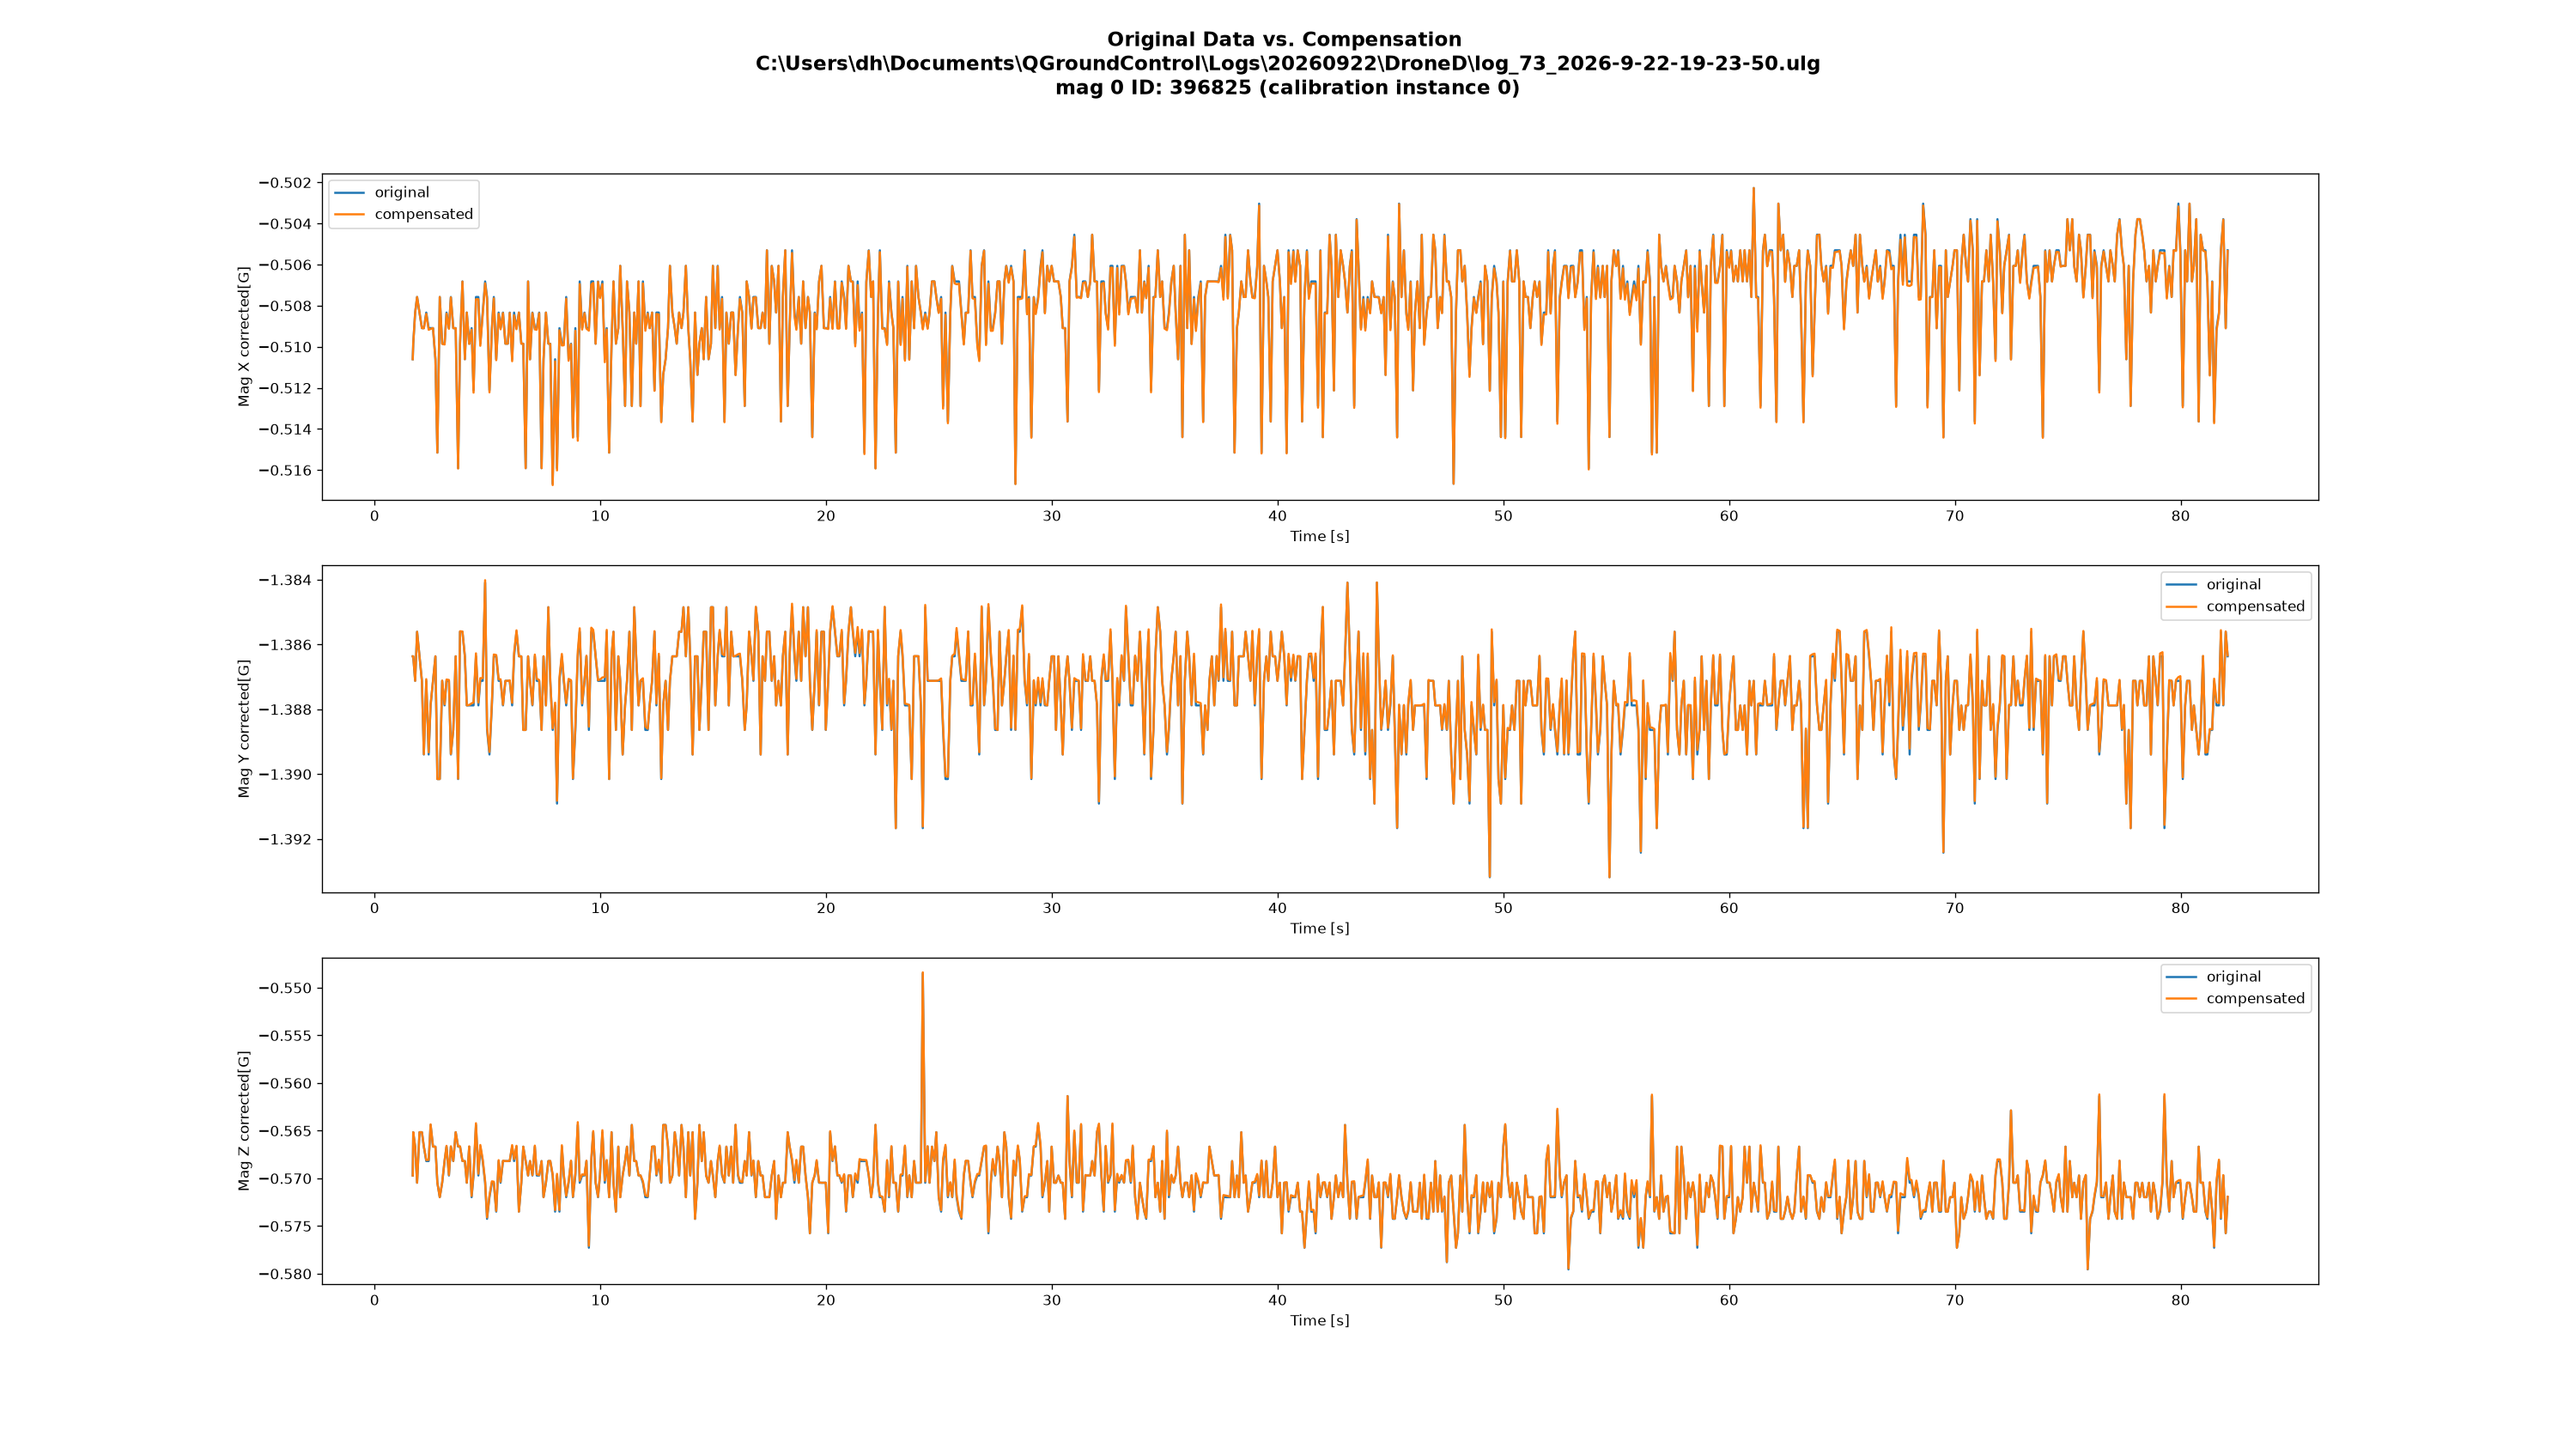 Original Data vs. Compensation
C:\Users\dh\Documents\QGroundControl\Logs\20260922\DroneD\log_73_2026-9-22-19-23-50.ulg
mag 0 ID: 396825 (calibration instance 0)
Mag X corrected[G]
−0.502
−0.504
−0.506
−0.508
−0.510
−0.512
−0.514
−0.516
original
compensated
0 10 20 30 40 50 60 70 80
Time [s]
Mag Y corrected[G]
−1.384
−1.386
−1.388
−1.390
−1.392
original
compensated
0 10 20 30 40 50 60 70 80
Time [s]
Mag Z corrected[G]
−0.550
−0.555
−0.560
−0.565
−0.570
−0.575
−0.580
original
compensated
0 10 20 30 40 50 60 70 80
Time [s]